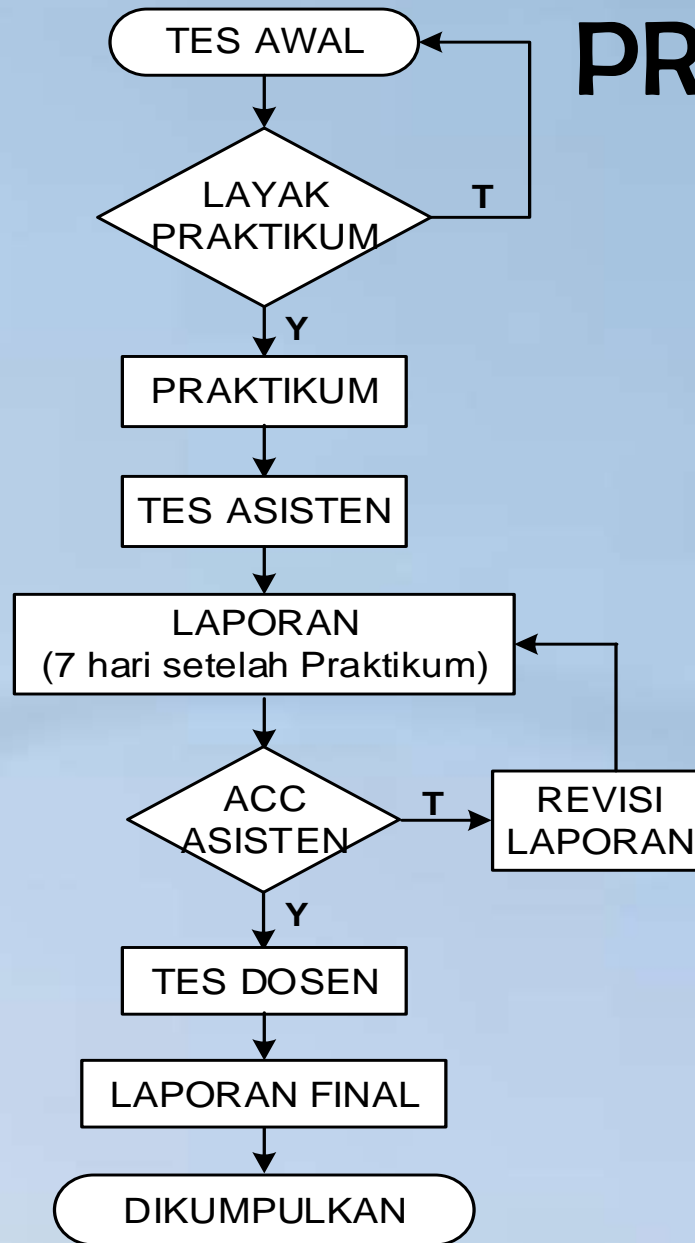 TES AWAL
PR
LAYAK
PRAKTIKUM
T
Y
PRAKTIKUM
TES ASISTEN
LAPORAN
(7 hari setelah Praktikum)
ACC
ASISTEN
T
REVISI
LAPORAN
Y
TES DOSEN
LAPORAN FINAL
DIKUMPULKAN